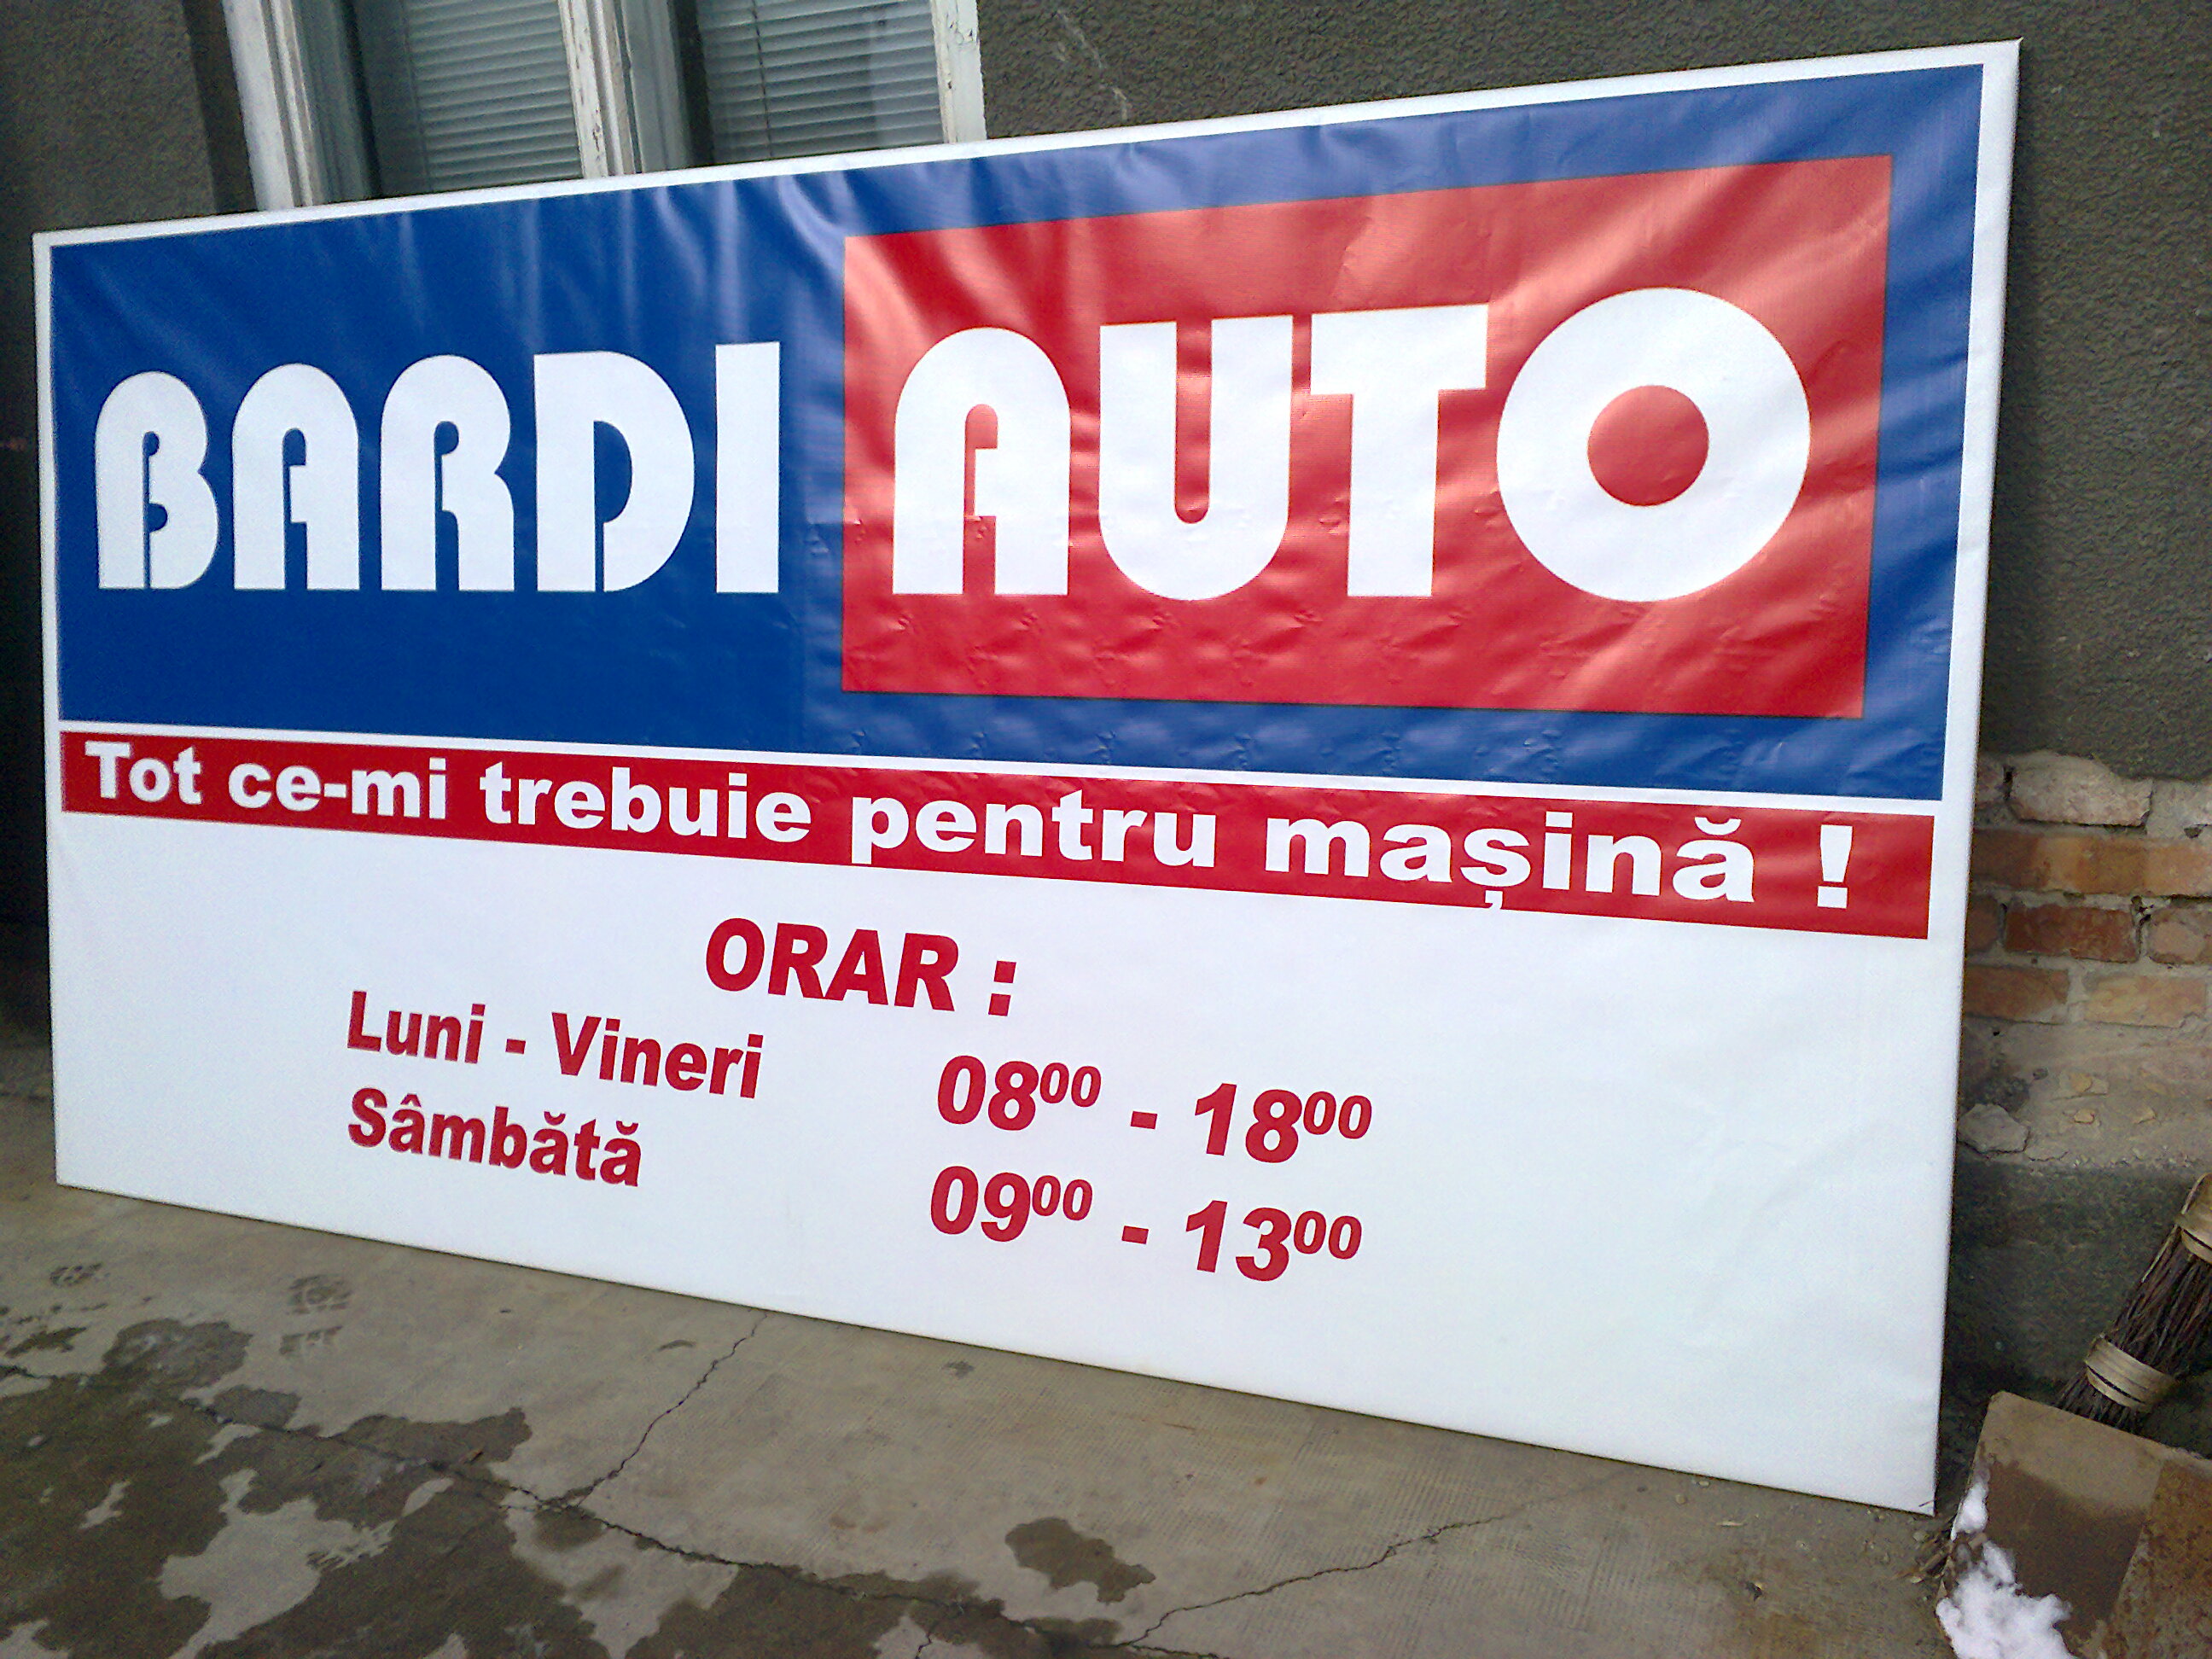 BARDI AUTO
Tot ce-mi trebuie pentru mașină !
ORAR :
Luni - Vineri 08⁰⁰ - 18⁰⁰
Sâmbătă 09⁰⁰ - 13⁰⁰